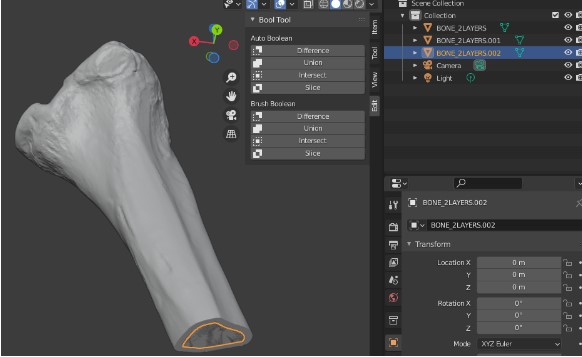 X
Y
Bool Tool
Auto Boolean
Difference
Union
Intersect
Slice
Brush Boolean
Difference
Union
Intersect
Slice
Item
Tool
View
Edit
Scene Collection
Collection
BONE_2LAYERS
BONE_2LAYERS.001
BONE_2LAYERS.002
Camera
Light
BONE_2LAYERS.002
BONE_2LAYERS.002
Transform
Location X 0 m
Y 0 m
Z 0 m
Rotation X 0°
Y 0°
Z 0°
Mode XYZ Euler